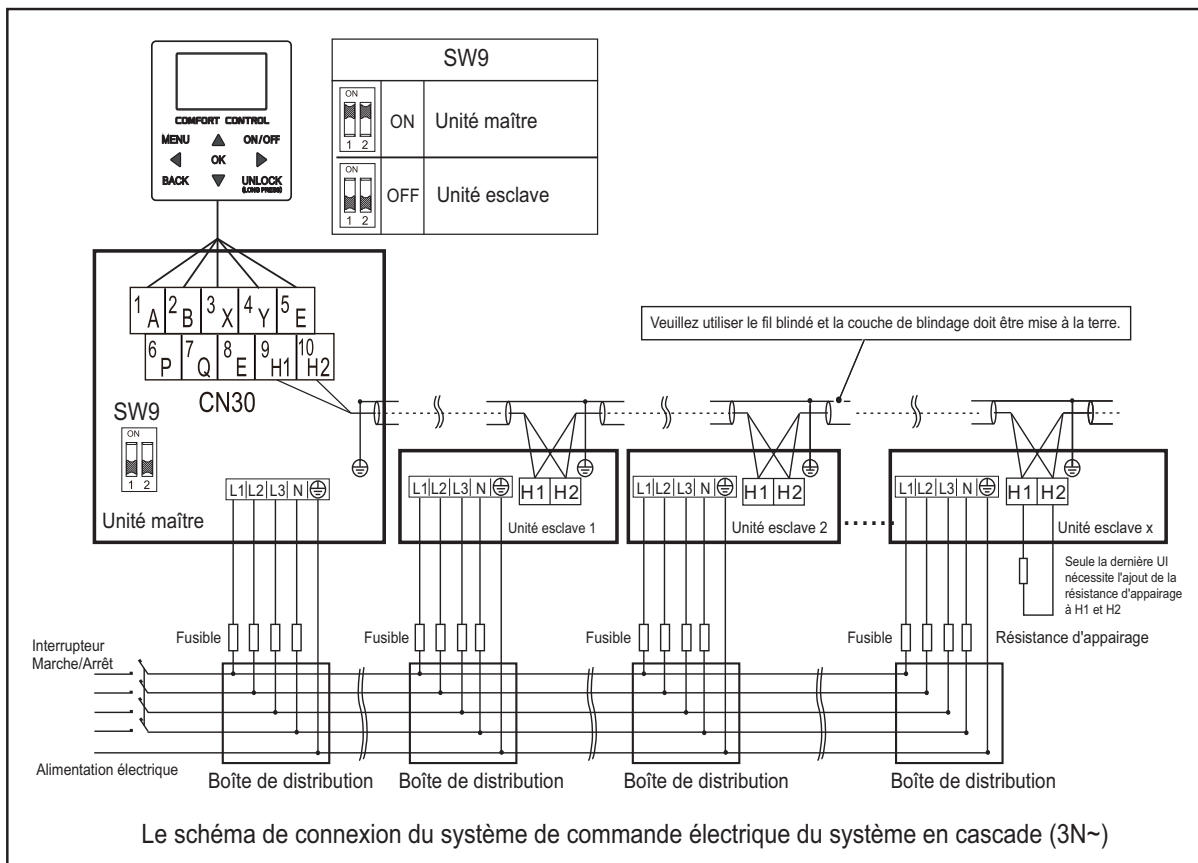 COMFORT CONTROL
MENU ON/OFF
OK
BACK UNLOCK
(LONG PRESS)
SW9
ON
1 2
ON Unité maître
ON
1 2
OFF Unité esclave
1 A 2 B 3 X 4 Y 5 E
6 P 7 Q 8 E 9 H1 10 H2
CN30
SW9
ON
1 2
Unité maître
L1 L2 L3 N
Veuillez utiliser le fil blindé et la couche de blindage doit être mise à la terre.
L1 L2 L3 N H1 H2
Unité esclave 1
L1 L2 L3 N H1 H2
Unité esclave 2
L1 L2 L3 N H1 H2
Unité esclave x
Seule la dernière UI
nécessite l'ajout de la
résistance d'appairage
à H1 et H2
Fusible Fusible Fusible Fusible Résistance d'appairage
Interrupteur
Marche/Arrêt
Alimentation électrique
Boîte de distribution Boîte de distribution Boîte de distribution Boîte de distribution
Le schéma de connexion du système de commande électrique du système en cascade (3N~)